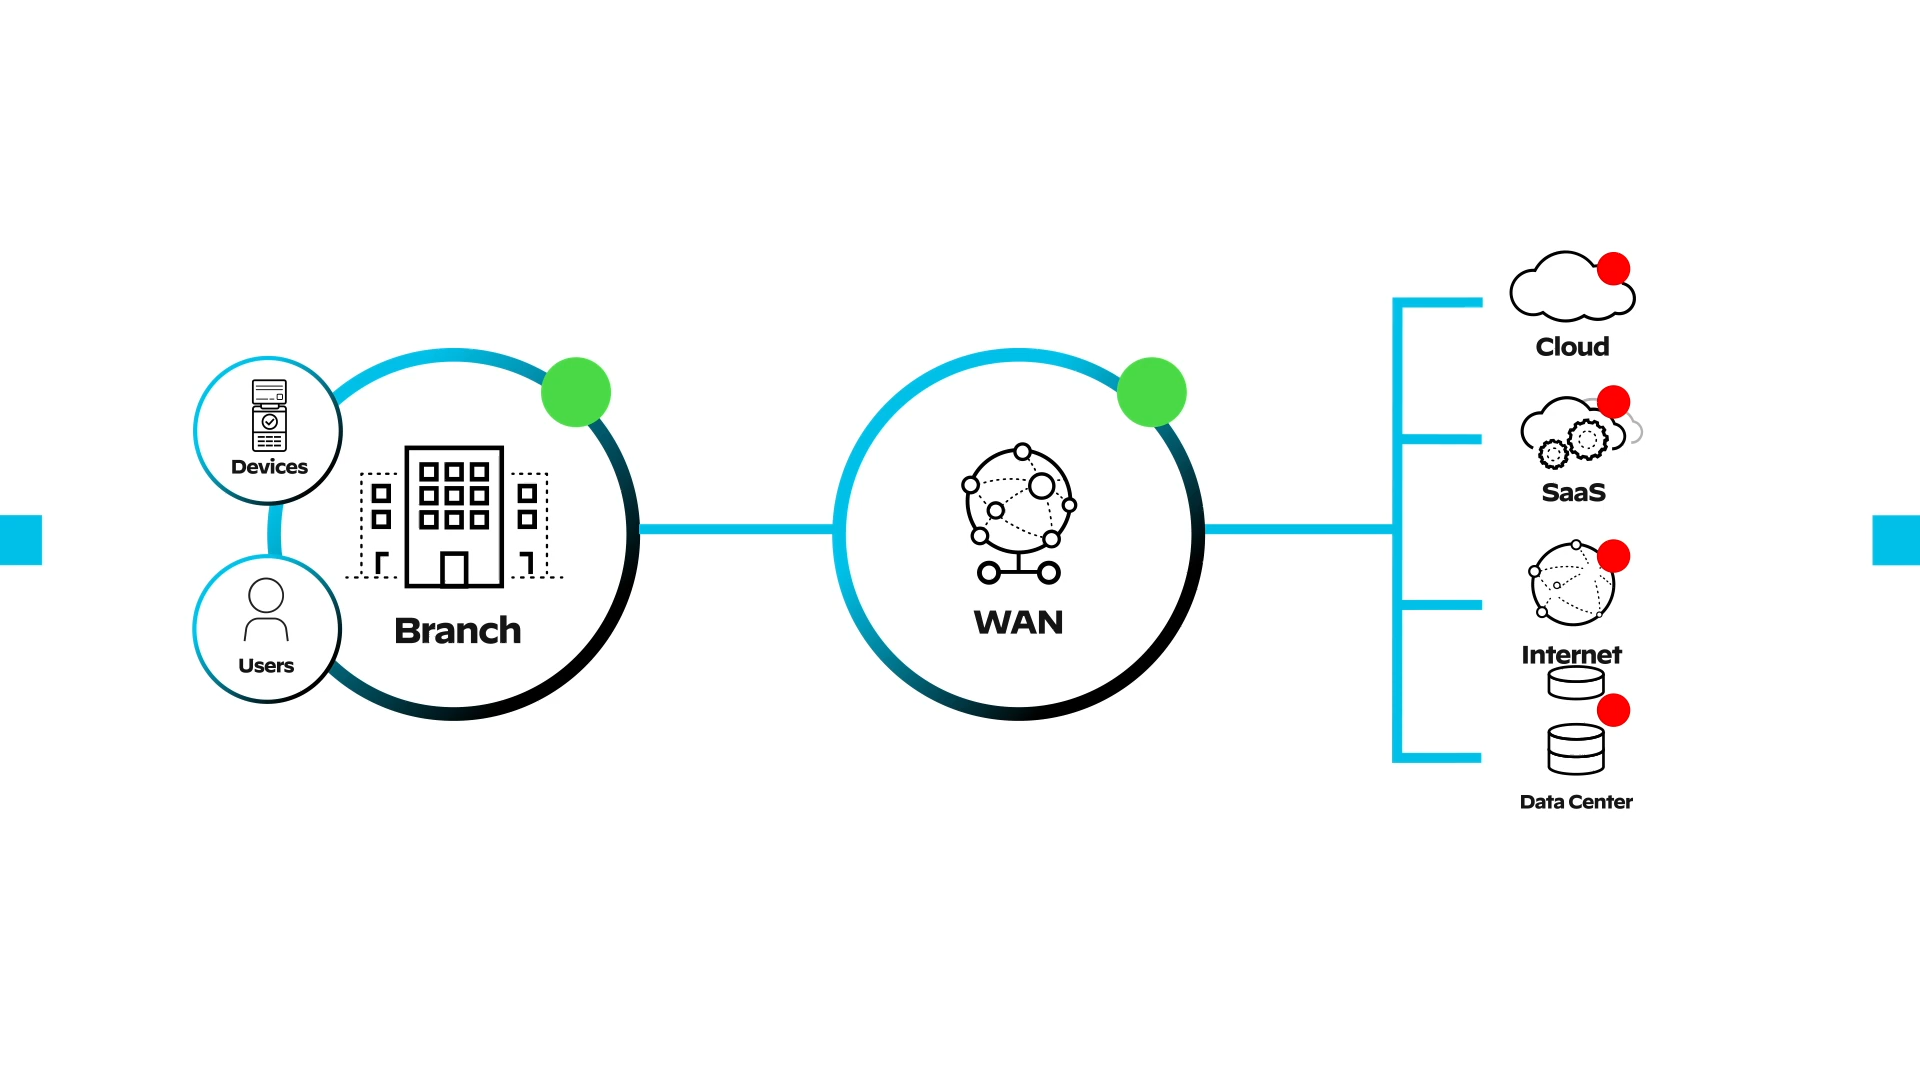 Devices
Users
Branch
WAN
Cloud
SaaS
Internet
Data Center